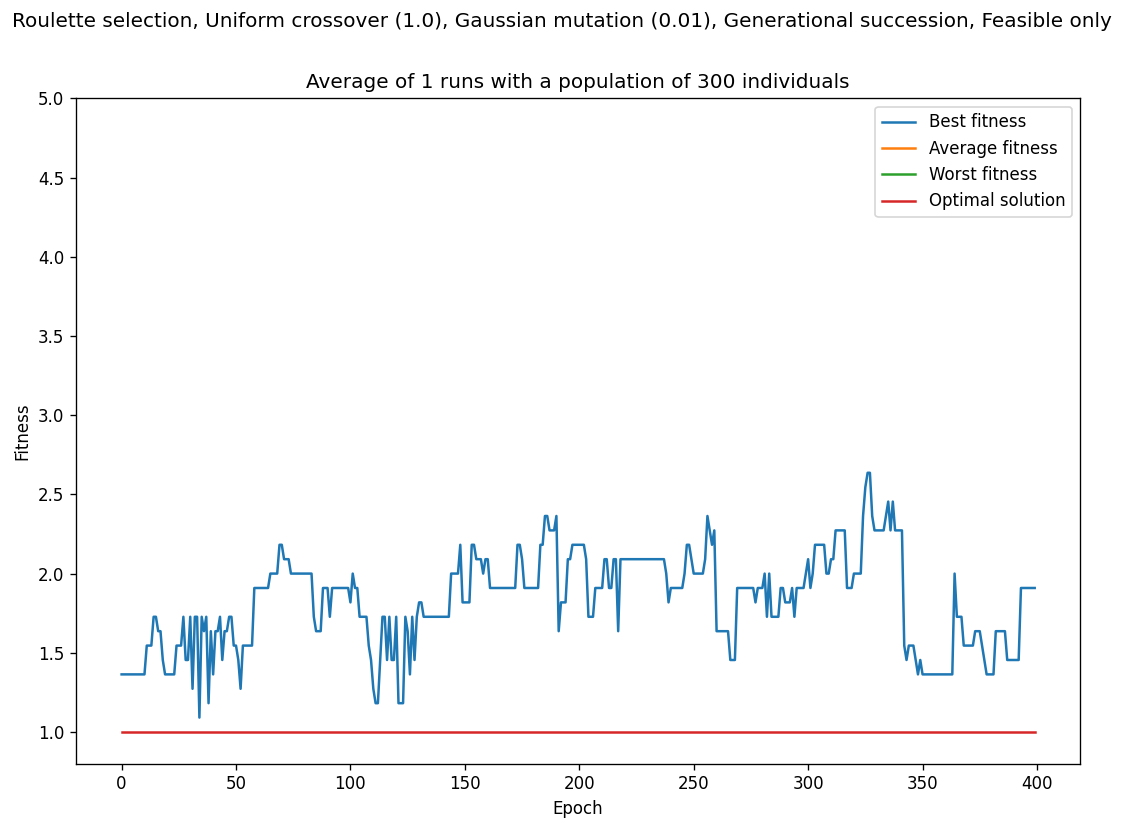 Roulette selection, Uniform crossover (1.0), Gaussian mutation (0.01), Generational succession, Feasible only
Average of 1 runs with a population of 300 individuals
5.0
4.5
4.0
3.5
3.0
2.5
2.0
1.5
1.0
Fitness
Best fitness
Average fitness
Worst fitness
Optimal solution
0 50 100 150 200 250 300 350 400
Epoch